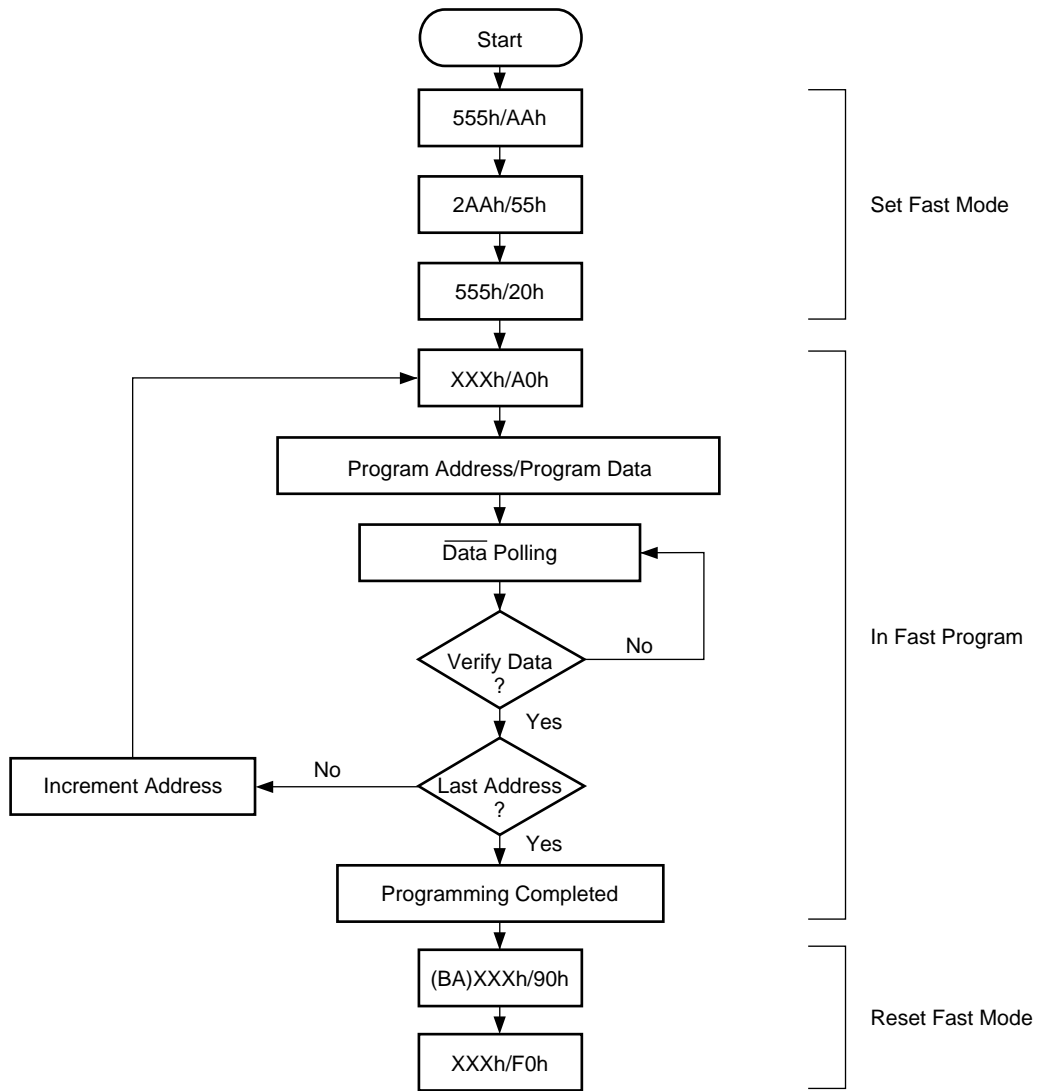 Start
555h/AAh
2AAh/55h
Set Fast Mode
555h/20h
XXXh/A0h
Program Address/Program Data
Data Polling
In Fast Program
Verify Data
?
No
Yes
Increment Address
No
Last Address
?
Yes
Programming Completed
(BA)XXXh/90h
Reset Fast Mode
XXXh/F0h